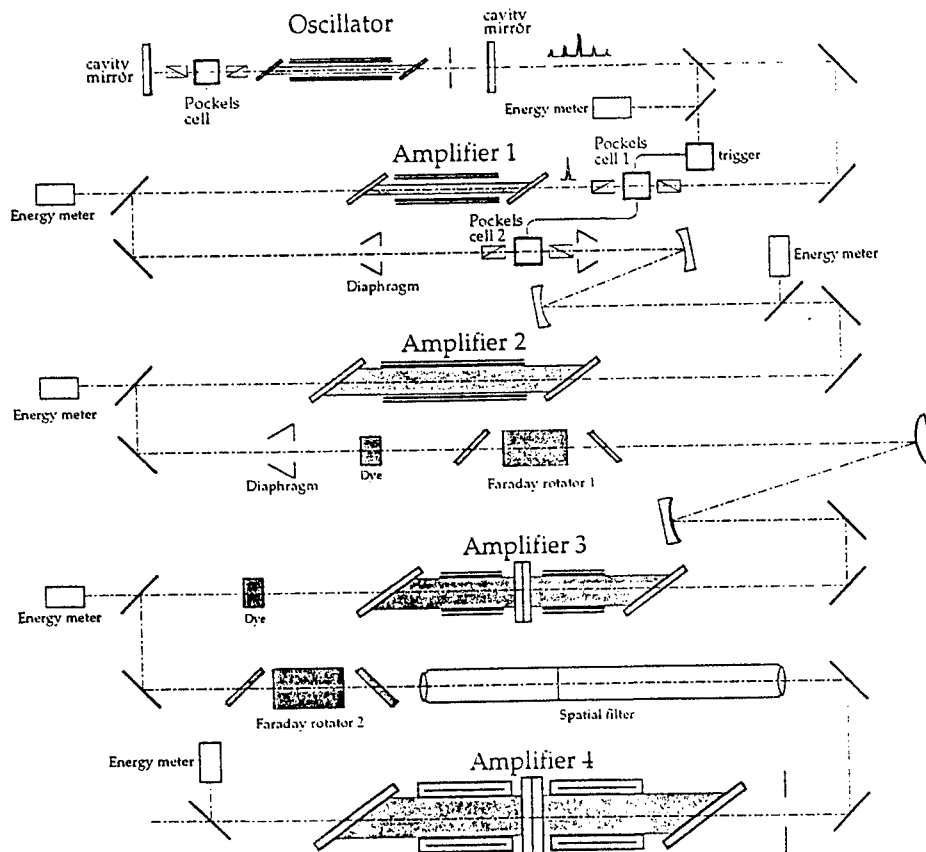 Oscillator
cavity
mirror
cavity
mirror
Pockels
cell
Energy meter
Pockels
cell 1
trigger
Amplifier 1
Energy meter
Pockels
cell 2
Diaphragm
Energy meter
Amplifier 2
Energy meter
Diaphragm
Dye
Faraday rotator 1
Amplifier 3
Energy meter
Dye
Faraday rotator 2
Spatial filter
Energy meter
Amplifier 4